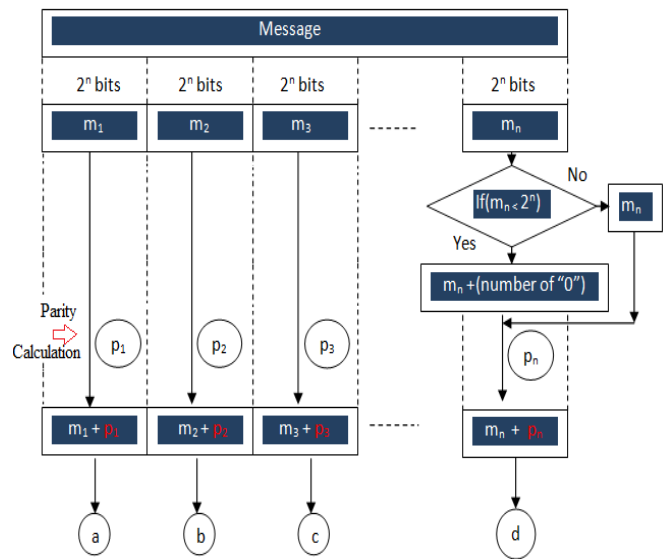 Message
2ⁿ bits 2ⁿ bits 2ⁿ bits 2ⁿ bits
m₁ m₂ m₃ mₙ
No
If(mₙ < 2ⁿ) mₙ
Yes
mₙ +(number of “0”)
Parity
Calculation
p₁ p₂ p₃ pₙ
m₁ + p₁ m₂ + p₂ m₃ + p₃ mₙ + pₙ
a b c d